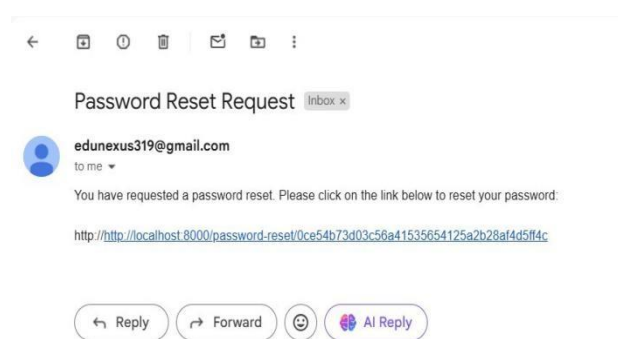 Password Reset Request Inbox ×
edunexus319@gmail.com
to me
You have requested a password reset. Please click on the link below to reset your password:
http://http://localhost:8000/password-reset/0ce54b73d03c56a41535654125a2b28af4d5ff4c
Reply Forward AI Reply